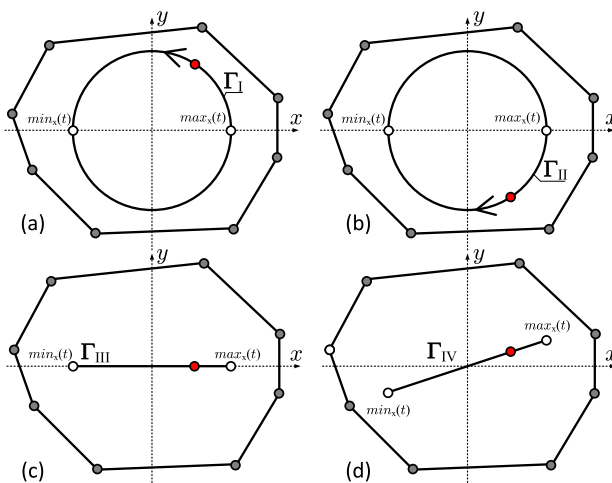 y
Γ_I
min_x(t)
max_x(t)
x
(a)
y
min_x(t)
max_x(t)
x
Γ_II
(b)
y
min_x(t)
Γ_III
max_x(t)
x
(c)
y
max_x(t)
Γ_IV
x
min_x(t)
(d)